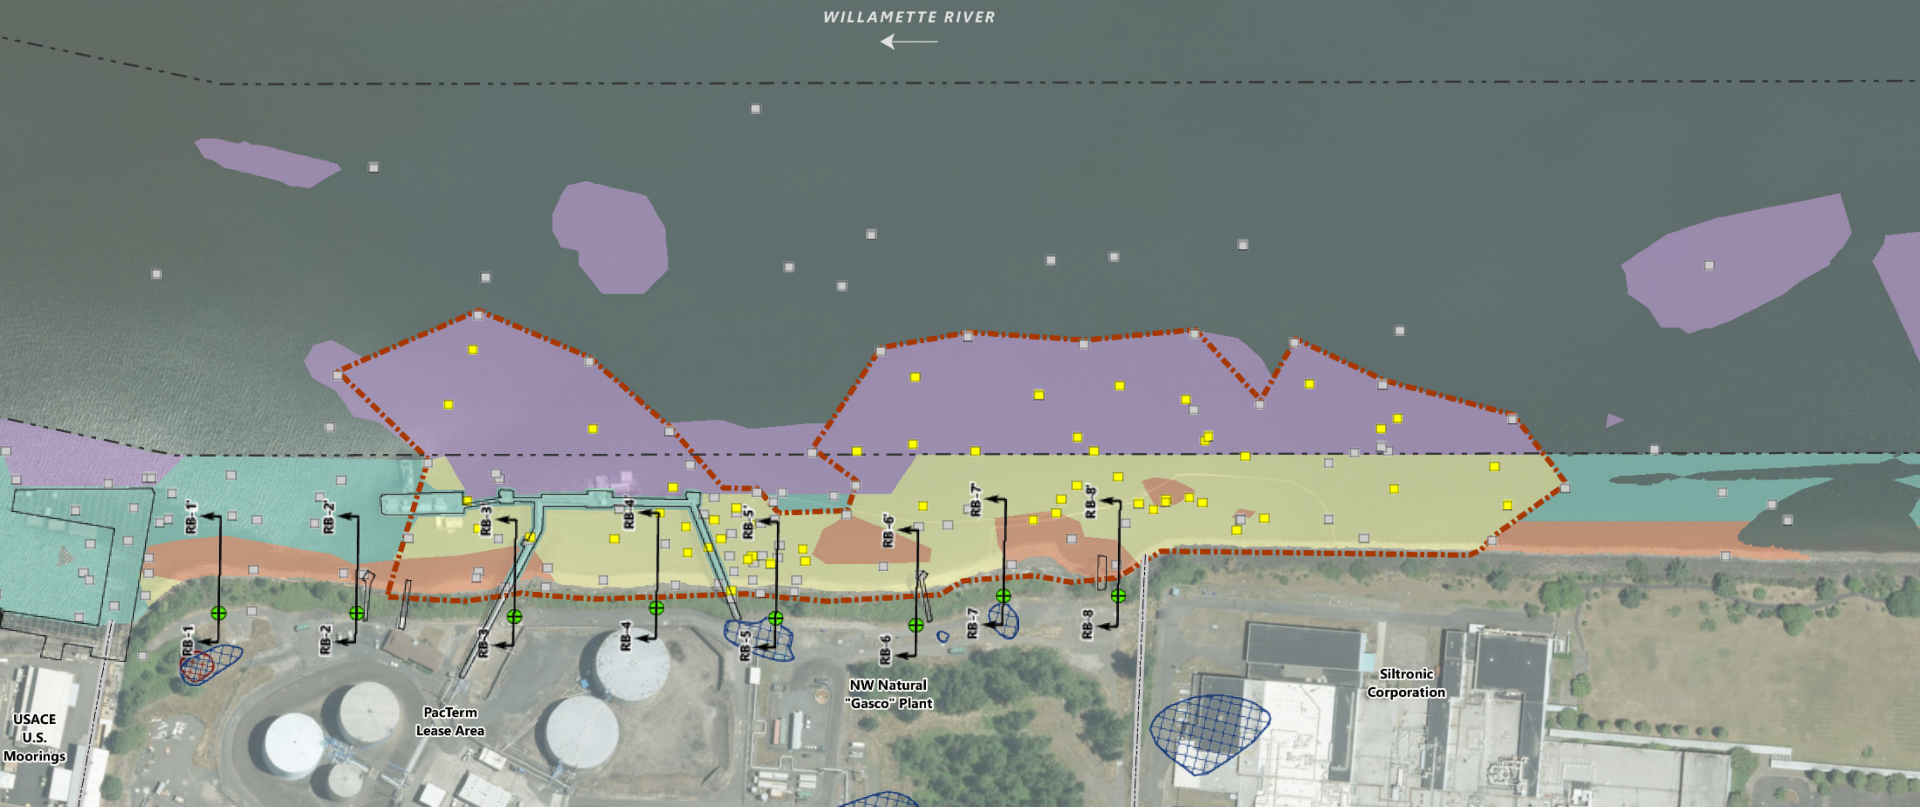 WILLAMETTE RIVER
RB-1'
RB-2'
RB-3'
RB-4'
RB-5'
RB-6'
RB-7'
RB-8'
RB-1
RB-2
RB-3
RB-4
RB-5
RB-6
RB-7
RB-8
USACE
U.S.
Moorings
PacTerm
Lease Area
NW Natural
"Gasco" Plant
Siltronic
Corporation